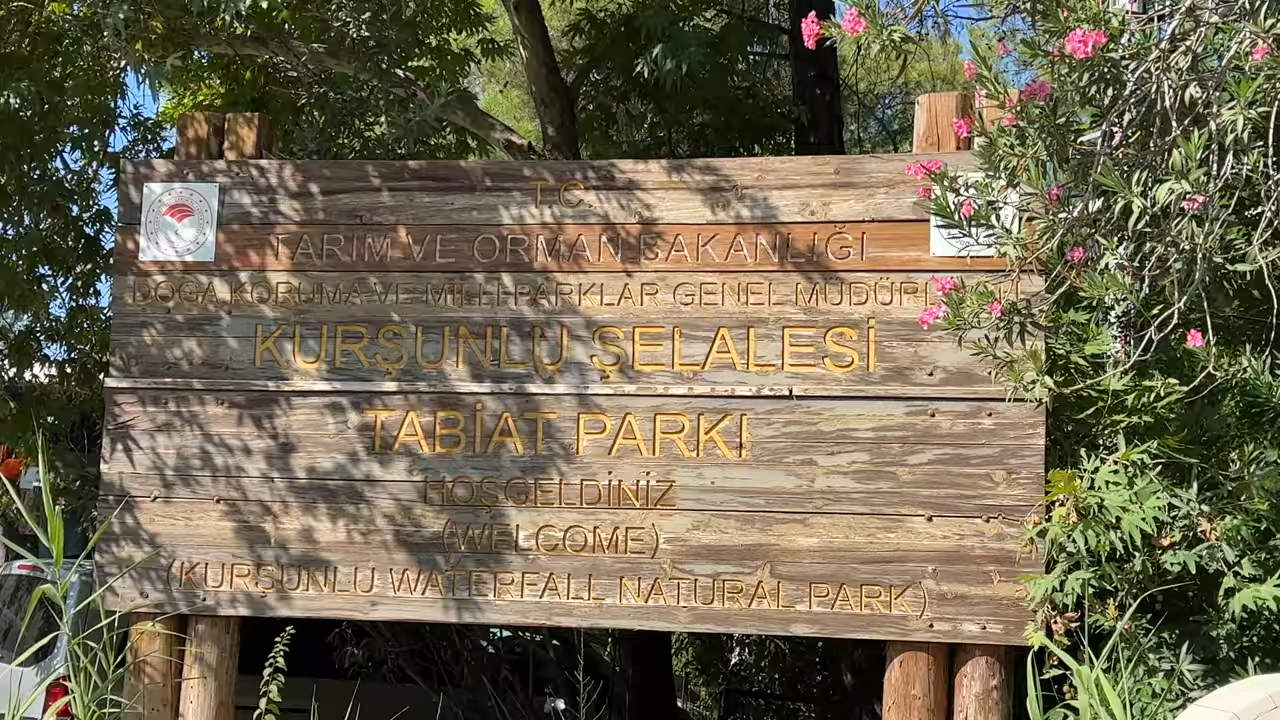 T.C.
TARIM VE ORMAN BAKANLIĞI
DOĞA KORUMA VE MİLLİ PARKLAR GENEL
KURŞUNLU ŞELALESİ
TABİAT PARKI
HOŞGELDİNİZ
(WELCOME)
(KURŞUNLU WATERFALL NATURAL PARK)